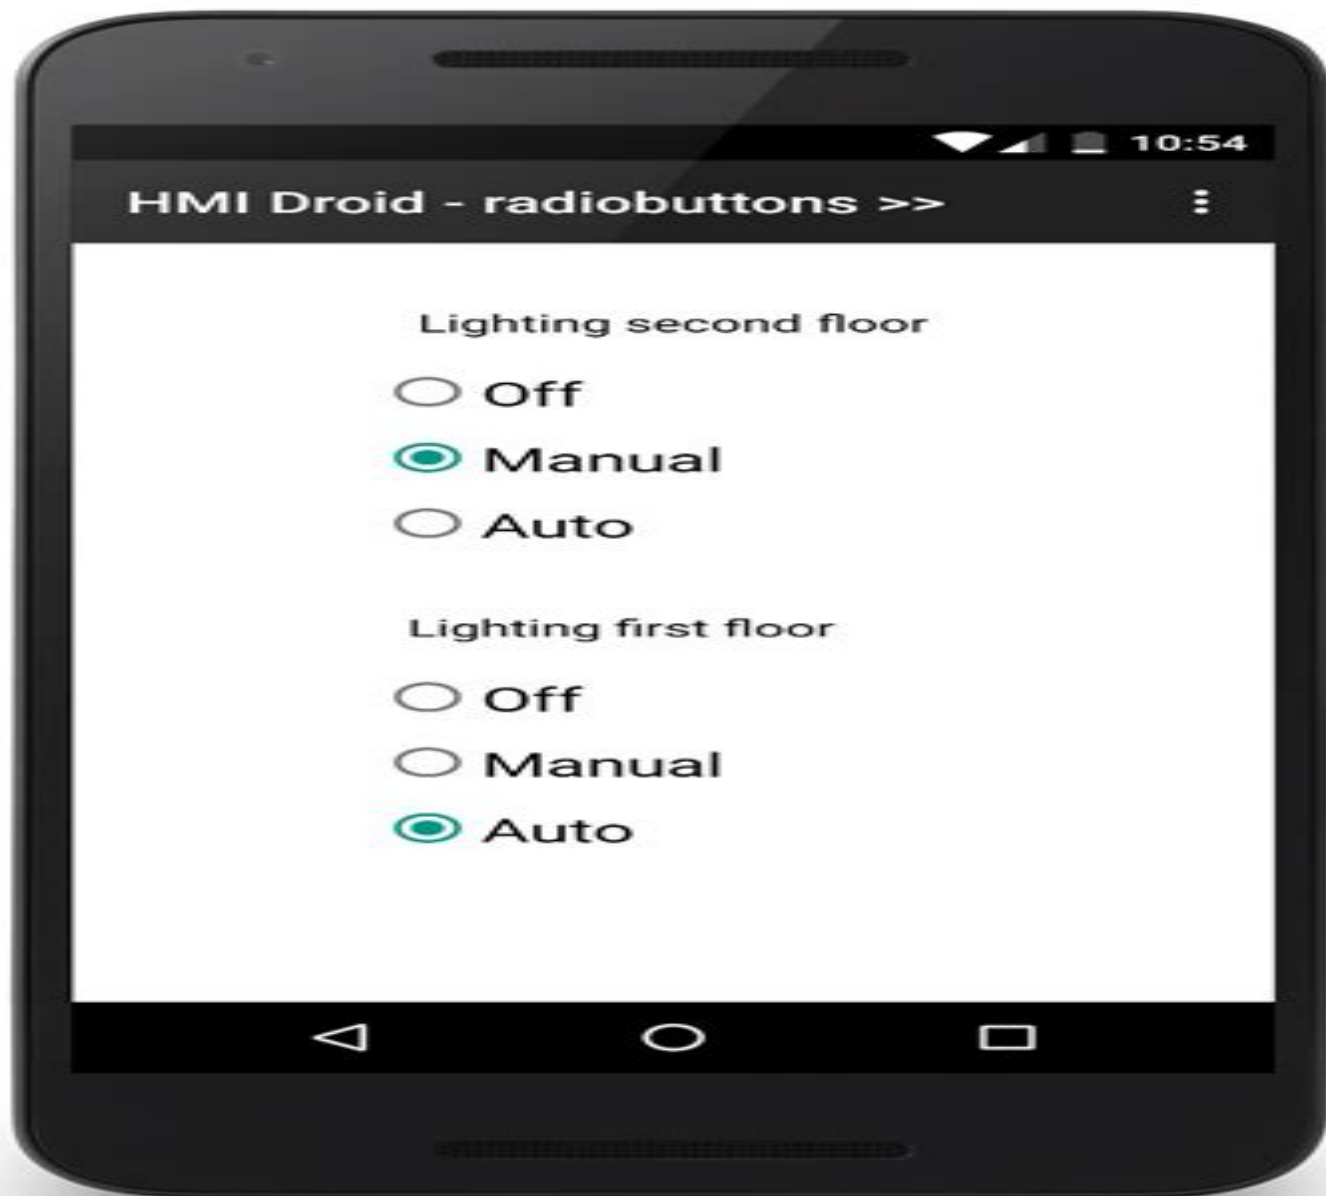 10:54
HMI Droid - radiobuttons >>
Lighting second floor
Off
Manual
Auto
Lighting first floor
Off
Manual
Auto